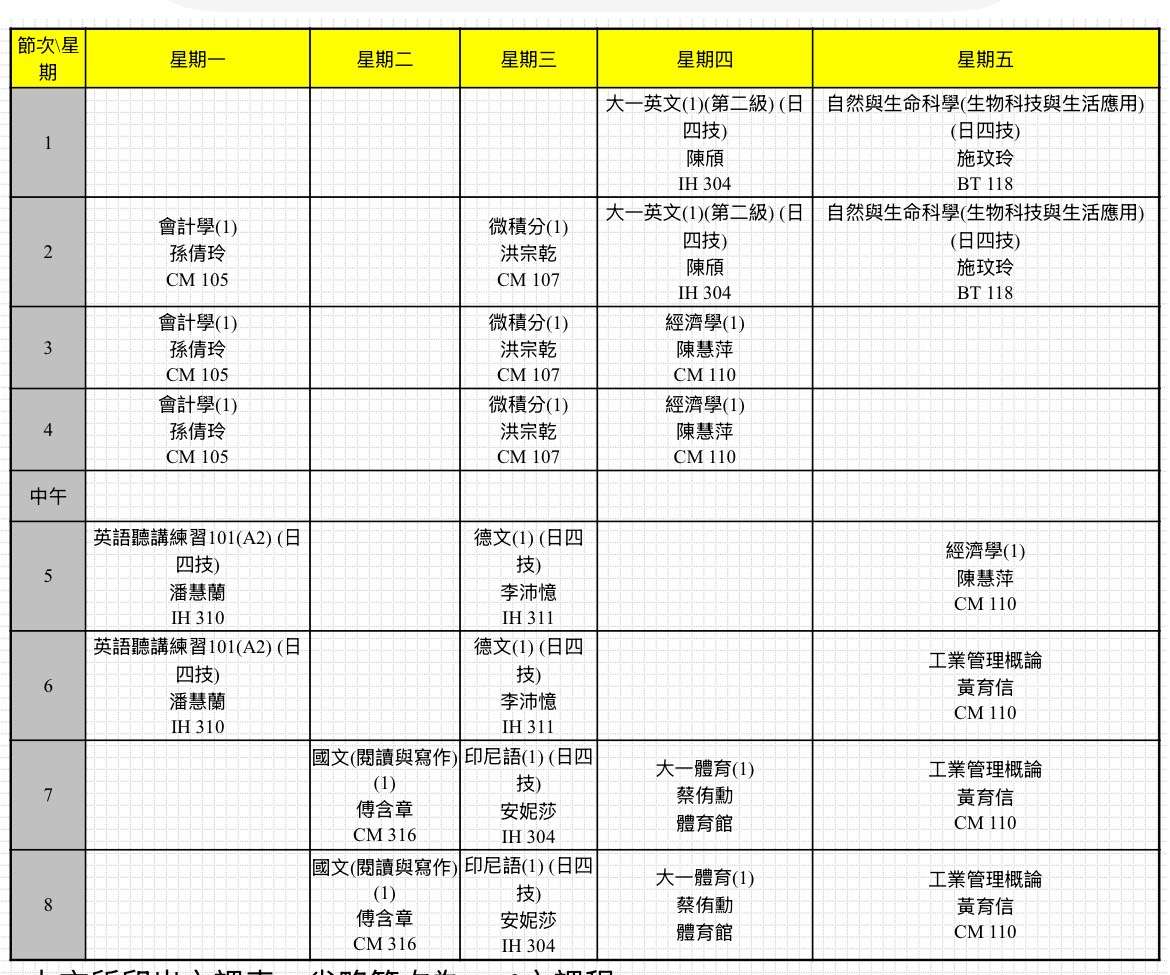 節次\星
期
星期一
星期二
星期三
星期四
星期五
1
大一英文(1)(第二級) (日
四技)
陳頎
IH 304
自然與生命科學(生物科技與生活應用)
(日四技)
施玟玲
BT 118
2
會計學(1)
孫倩玲
CM 105
微積分(1)
洪宗乾
CM 107
大一英文(1)(第二級) (日
四技)
陳頎
IH 304
自然與生命科學(生物科技與生活應用)
(日四技)
施玟玲
BT 118
3
會計學(1)
孫倩玲
CM 105
微積分(1)
洪宗乾
CM 107
經濟學(1)
陳慧萍
CM 110
4
會計學(1)
孫倩玲
CM 105
微積分(1)
洪宗乾
CM 107
經濟學(1)
陳慧萍
CM 110
中午
5
英語聽講練習101(A2) (日
四技)
潘慧蘭
IH 310
德文(1) (日四
技)
李沛憶
IH 311
經濟學(1)
陳慧萍
CM 110
6
英語聽講練習101(A2) (日
四技)
潘慧蘭
IH 310
德文(1) (日四
技)
李沛憶
IH 311
工業管理概論
黃育信
CM 110
7
國文(閱讀與寫作)
(1)
傅含章
CM 316
印尼語(1) (日四
技)
安妮莎
IH 304
大一體育(1)
蔡侑勳
體育館
工業管理概論
黃育信
CM 110
8
國文(閱讀與寫作)
(1)
傅含章
CM 316
印尼語(1) (日四
技)
安妮莎
IH 304
大一體育(1)
蔡侑勳
體育館
工業管理概論
黃育信
CM 110